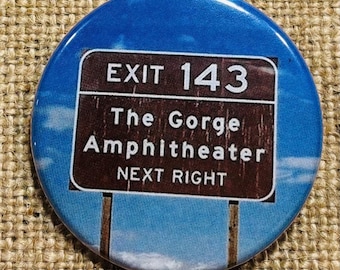 EXIT 143
The Gorge
Amphitheater
NEXT RIGHT